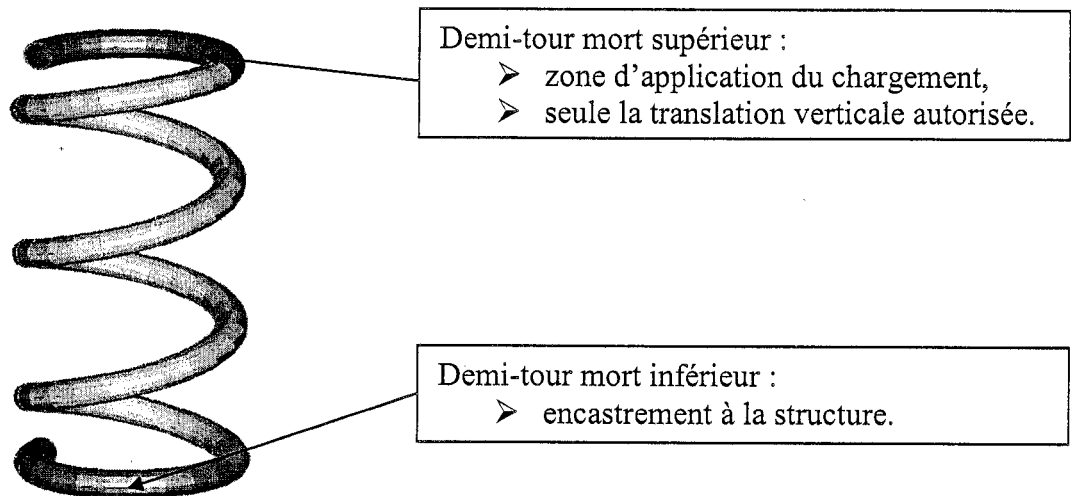 Demi-tour mort supérieur :
➢ zone d'application du chargement,
➢ seule la translation verticale autorisée.
Demi-tour mort inférieur :
➢ encastrement à la structure.